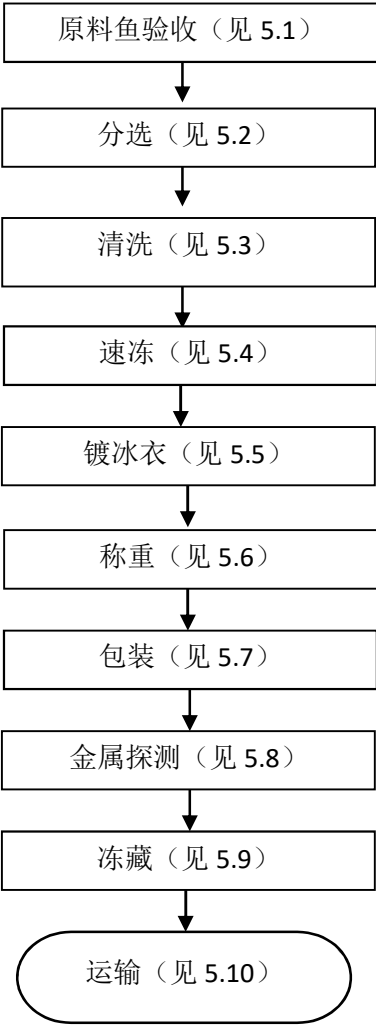 原料鱼验收（见 5.1）
分选（见 5.2）
清洗（见 5.3）
速冻（见 5.4）
镀冰衣（见 5.5）
称重（见 5.6）
包装（见 5.7）
金属探测（见 5.8）
冻藏（见 5.9）
运输（见 5.10）